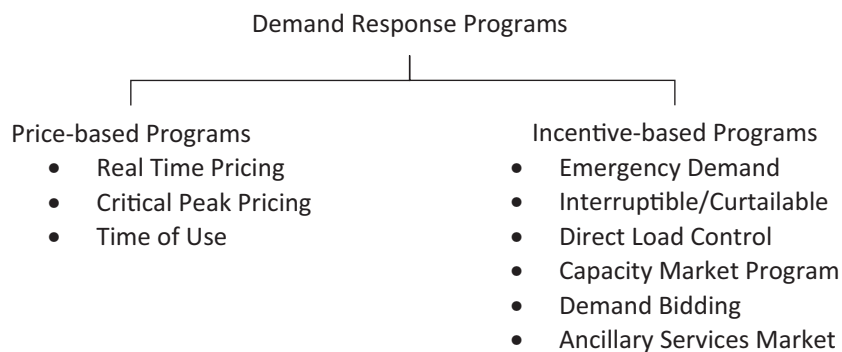 Demand Response Programs
Price-based Programs
• Real Time Pricing
• Critical Peak Pricing
• Time of Use
Incentive-based Programs
• Emergency Demand
• Interruptible/Curtailable
• Direct Load Control
• Capacity Market Program
• Demand Bidding
• Ancillary Services Market